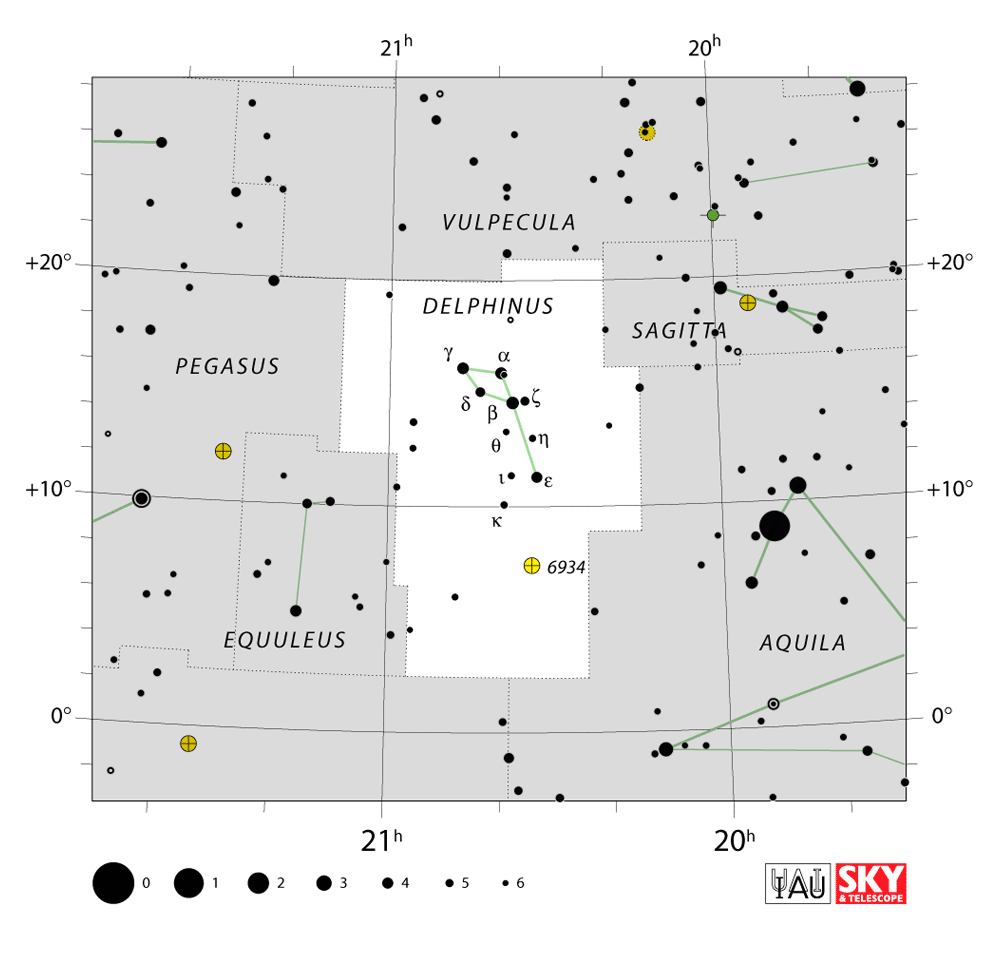 21h 20h
+20° +20°
VULPECULA
DELPHINUS
SAGITTA
PEGASUS
γ α
δ β ζ
θ η
ι ε
κ
+10° +10°
6934
EQUULEUS
AQUILA
0° 0°
21h 20h
0 1 2 3 4 5 6
IAU
SKY
& TELESCOPE